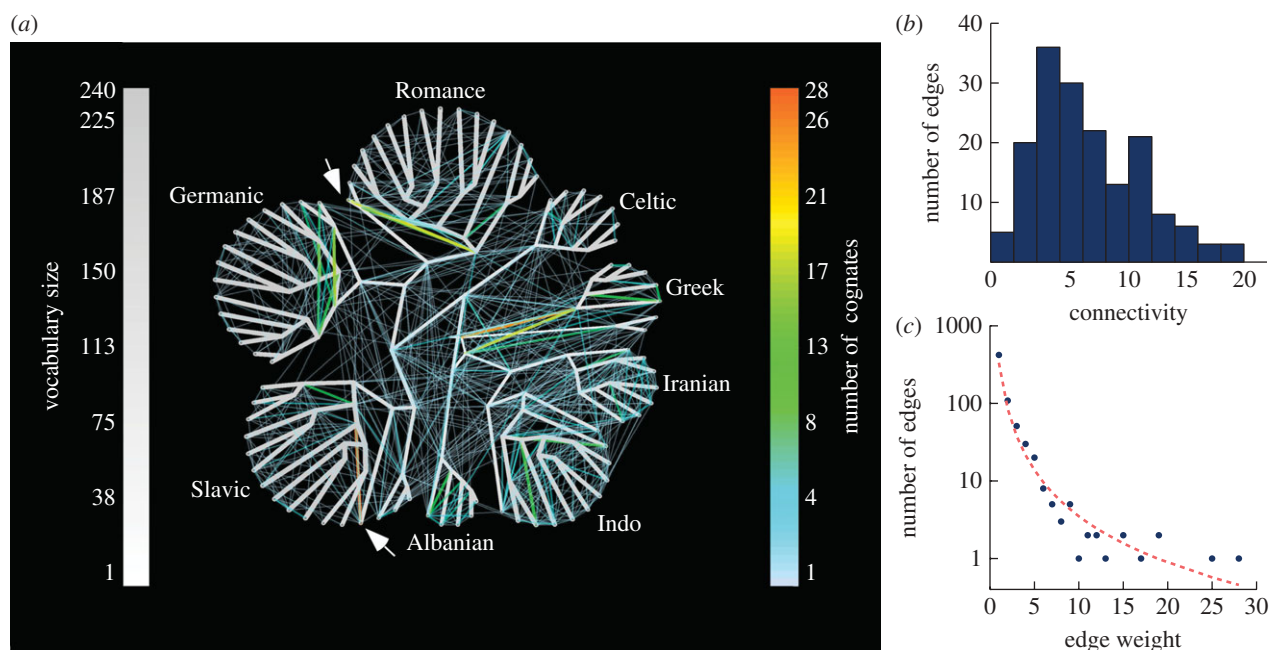 (a)
240
225
187
150
113
75
38
1
vocabulary size
Romance
Germanic
Celtic
Greek
Iranian
Slavic
Albanian
Indo
28
26
21
17
13
8
4
1
number of cognates
(b)
40
30
20
10
number of edges
0 5 10 15 20
connectivity
(c)
1000
100
10
1
number of edges
0 5 10 15 20 25 30
edge weight